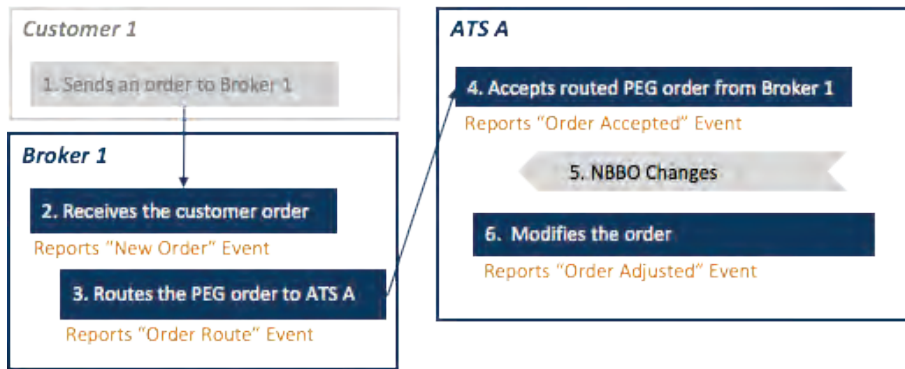 Customer 1
1. Sends an order to Broker 1
Broker 1
2. Receives the customer order
Reports "New Order" Event
3. Routes the PEG order to ATS A
Reports "Order Route" Event
ATS A
4. Accepts routed PEG order from Broker 1
Reports "Order Accepted" Event
5. NBBO Changes
6. Modifies the order
Reports "Order Adjusted" Event